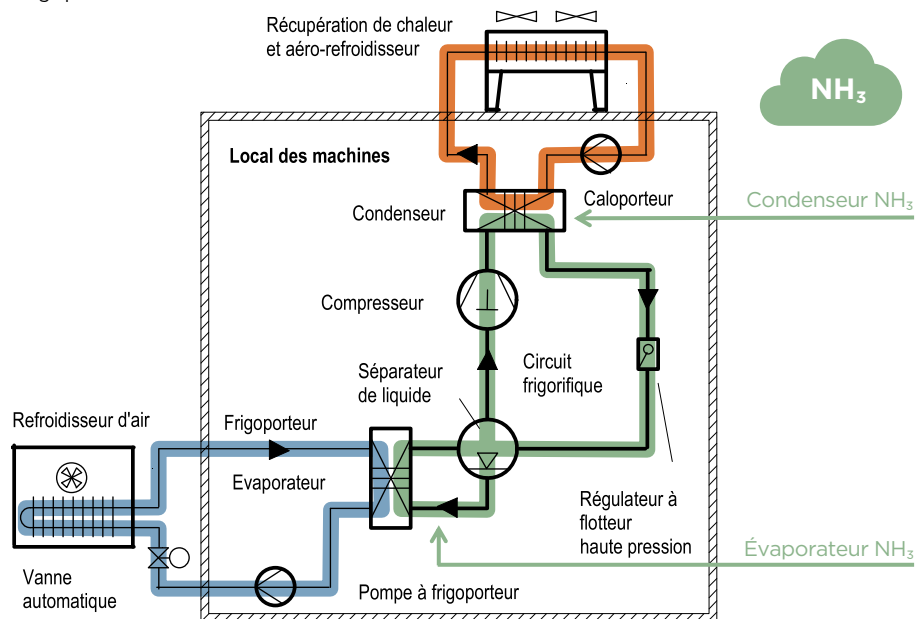 Récupération de chaleur
et aéro-refroidisseur
NH₃
Local des machines
Condenseur
Caloporteur
Condenseur NH₃
Compresseur
Séparateur
de liquide
Circuit
frigorifique
Refroidisseur d'air
Frigoporteur
Evaporateur
Régulateur à
flotteur
haute pression
Évaporateur NH₃
Vanne
automatique
Pompe à frigoporteur